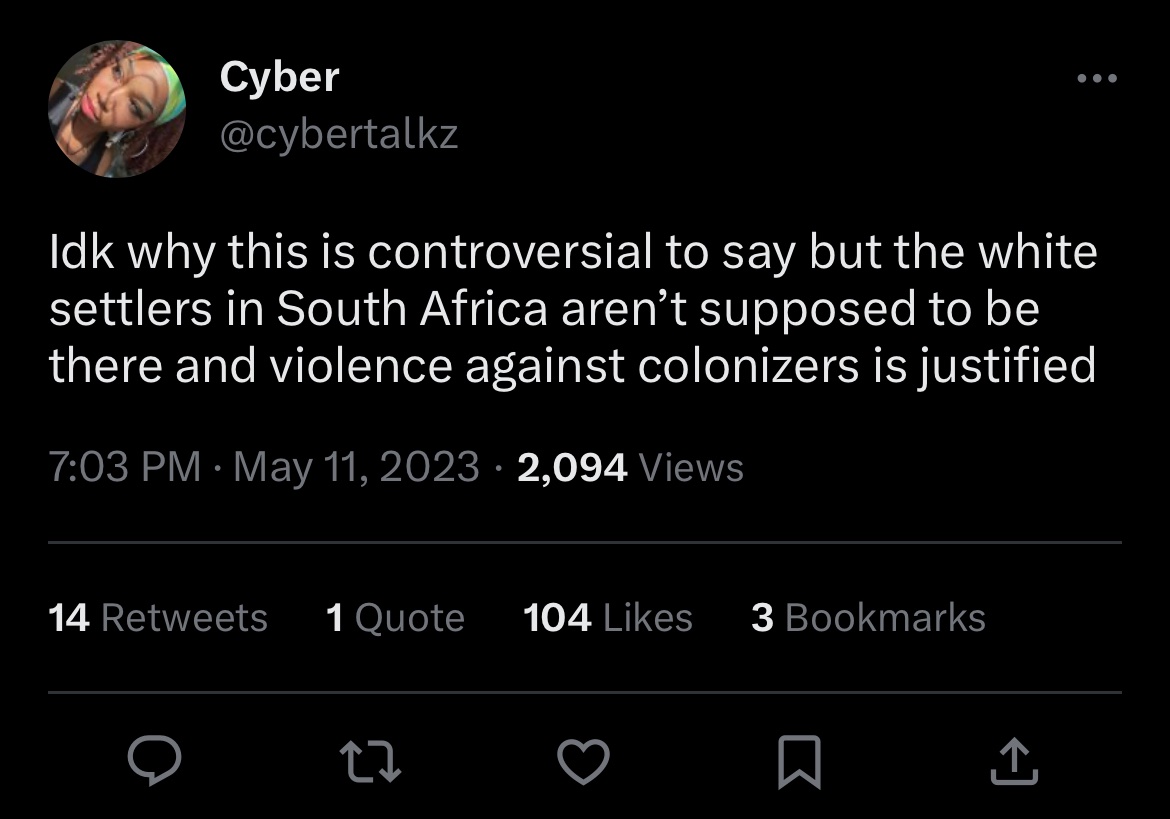 Cyber
@cybertalkz
Idk why this is controversial to say but the white
settlers in South Africa aren’t supposed to be
there and violence against colonizers is justified
7:03 PM · May 11, 2023 · 2,094 Views
14 Retweets 1 Quote 104 Likes 3 Bookmarks